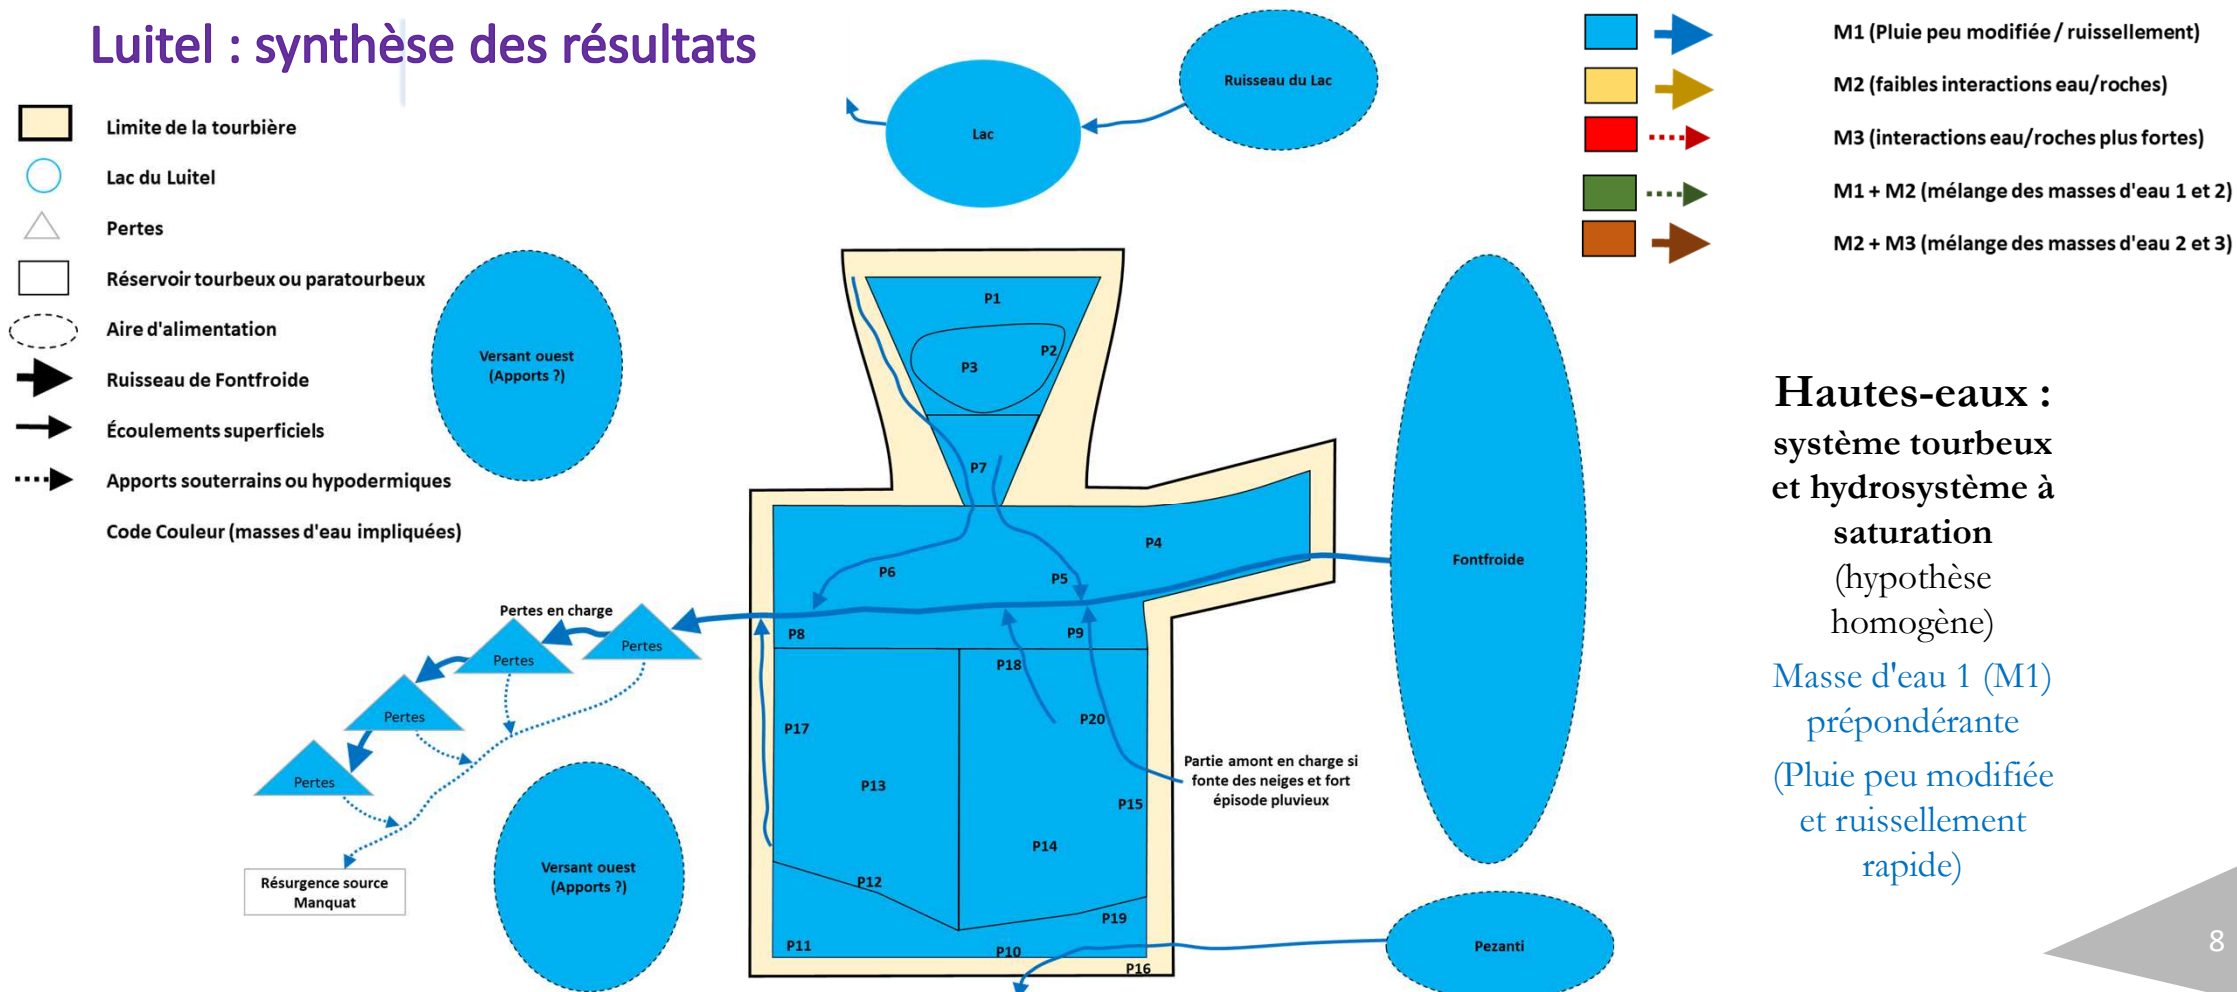 Luitel : synthèse des résultats
Limite de la tourbière
Lac du Luitel
Pertes
Réservoir tourbeux ou paratourbeux
Aire d'alimentation
Ruisseau de Fontfroide
Écoulements superficiels
Apports souterrains ou hypodermiques
Code Couleur (masses d'eau impliquées)
Lac
Ruisseau du Lac
M1 (Pluie peu modifiée / ruissellement)
M2 (faibles interactions eau/roches)
M3 (interactions eau/roches plus fortes)
M1 + M2 (mélange des masses d'eau 1 et 2)
M2 + M3 (mélange des masses d'eau 2 et 3)
Versant ouest
(Apports ?)
P1
P2
P3
P7
P4
P6
P5
P8
P9
P18
P17
P20
P13
P15
P14
P12
P19
P11
P10
P16
Fontfroide
Pertes en charge
Pertes
Pertes
Pertes
Pertes
Résurgence source
Manquat
Versant ouest
(Apports ?)
Partie amont en charge si
fonte des neiges et fort
épisode pluvieux
Pezanti
Hautes-eaux :
système tourbeux
et hydrosystème à
saturation
(hypothèse
homogène)
Masse d'eau 1 (M1)
prépondérante
(Pluie peu modifiée
et ruissellement
rapide)
8